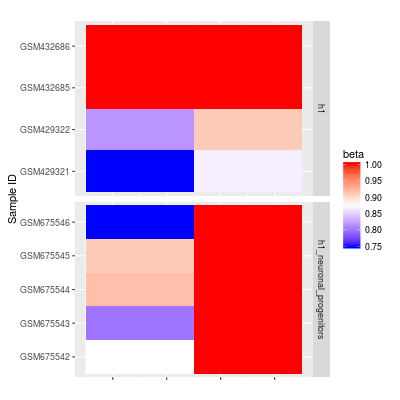 GSM432686
GSM432685
GSM429322
GSM429321
h1
Sample ID
GSM675546
GSM675545
GSM675544
GSM675543
GSM675542
h1_neuronal_progenitors
beta
1.00
0.95
0.90
0.85
0.80
0.75